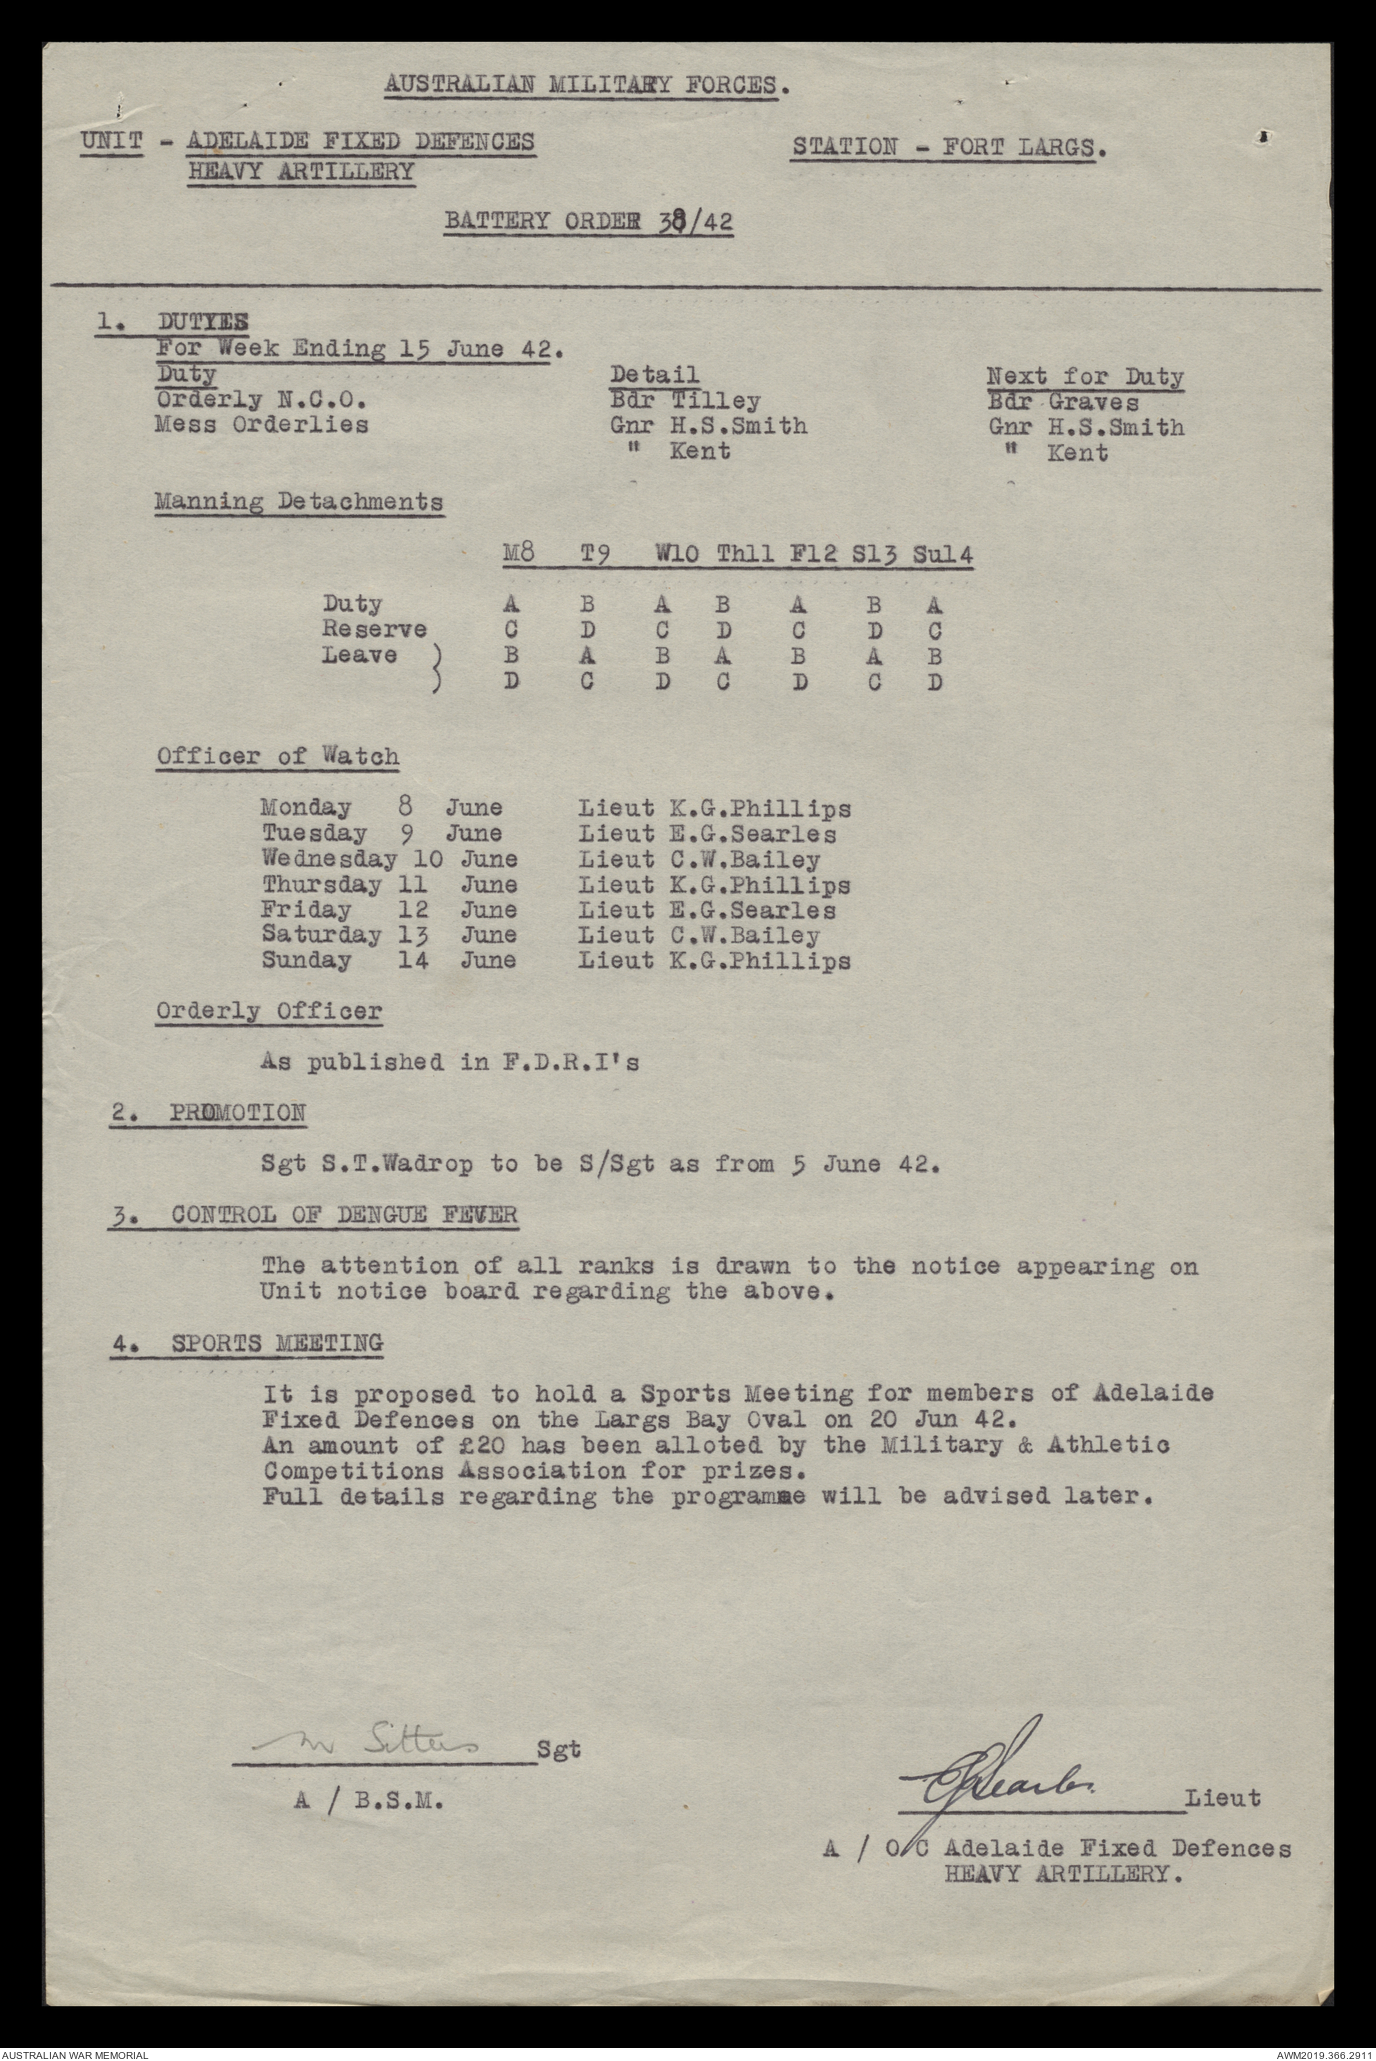 AUSTRALIAN MILITARY FORCES.
UNIT - ADELAIDE FIXED DEFENCES STATION - FORT LARGS.
HEAVY ARTILLERY
BATTERY ORDER 38/42
1. DUTIES
For Week Ending 15 June 42.
Duty Detail Next for Duty
Orderly N.C.O. Bdr Tilley Bdr Graves
Mess Orderlies Gnr H.S.Smith Gnr H.S.Smith
" Kent " Kent
Manning Detachments
M8 T9 W10 Th11 F12 S13 Su14
Duty A B A B A B A
Reserve C D C D C D C
Leave ) B A B A B A B
) D C D C D C D
Officer of Watch
Monday 8 June Lieut K.G.Phillips
Tuesday 9 June Lieut E.G.Searles
Wednesday 10 June Lieut C.W.Bailey
Thursday 11 June Lieut K.G.Phillips
Friday 12 June Lieut E.G.Searles
Saturday 13 June Lieut C.W.Bailey
Sunday 14 June Lieut K.G.Phillips
Orderly Officer
As published in F.D.R.I's
2. PROMOTION
Sgt S.T.Wadrop to be S/Sgt as from 5 June 42.
3. CONTROL OF DENGUE FEVER
The attention of all ranks is drawn to the notice appearing on
Unit notice board regarding the above.
4. SPORTS MEETING
It is proposed to hold a Sports Meeting for members of Adelaide
Fixed Defences on the Largs Bay Oval on 20 Jun 42.
An amount of £20 has been alloted by the Military & Athletic
Competitions Association for prizes.
Full details regarding the programme will be advised later.
Sitters Sgt
A / B.S.M.
EGSearles Lieut
A / O/C Adelaide Fixed Defences
HEAVY ARTILLERY.
AUSTRALIAN WAR MEMORIAL AWM2019.366.2911